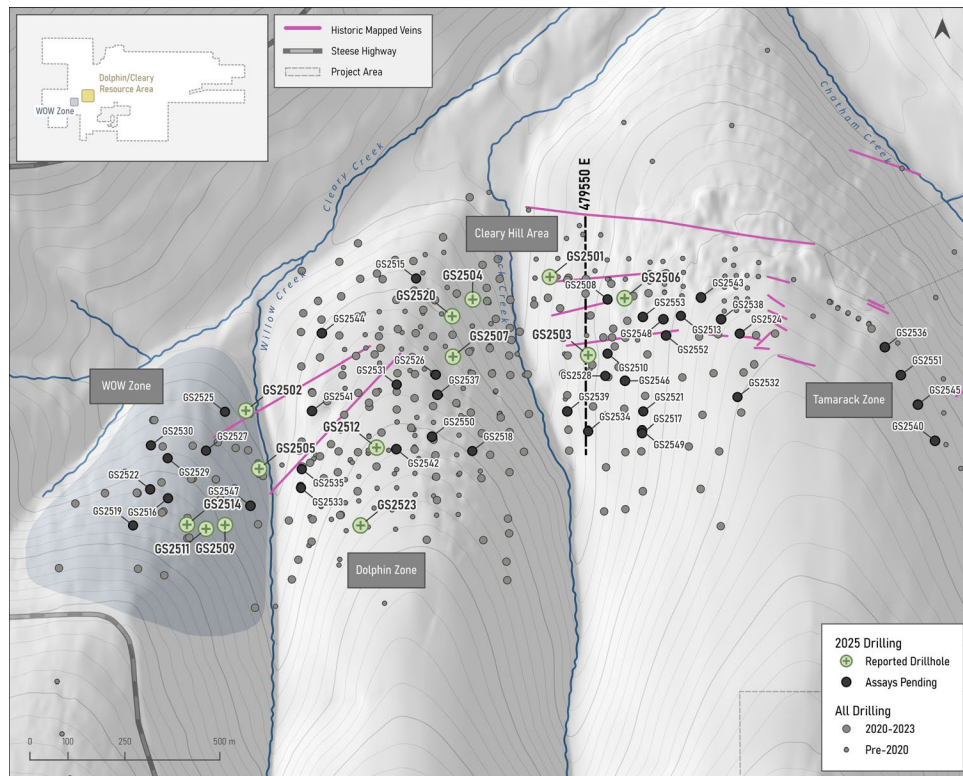 Dolphin/Cleary
Resource Area
WOW Zone
Historic Mapped Veins
Steese Highway
Project Area
Cleary Creek
Chatham Creek
Willow Creek
479550 E
Cleary Hill Area
GS2501
GS2515
GS2504
GS2508
GS2506
GS2543
GS2520
GS2553
GS2538
GS2544
GS2507
GS2503
GS2548
GS2513
GS2524
GS2552
GS2536
GS2526
GS2531
GS2510
GS2551
WOW Zone
GS2537
GS2528
GS2546
GS2532
GS2545
GS2502
GS2525
GS2541
GS2539
GS2521
Tamarack Zone
GS2530
GS2512
GS2550
GS2518
GS2534
GS2517
GS2540
GS2527
GS2505
GS2542
GS2549
GS2529
GS2535
GS2522
GS2547
GS2533
GS2519
GS2516
GS2514
GS2523
GS2511
GS2509
Dolphin Zone
2025 Drilling
Reported Drillhole
Assays Pending
All Drilling
2020-2023
Pre-2020
0
100
250
500 m